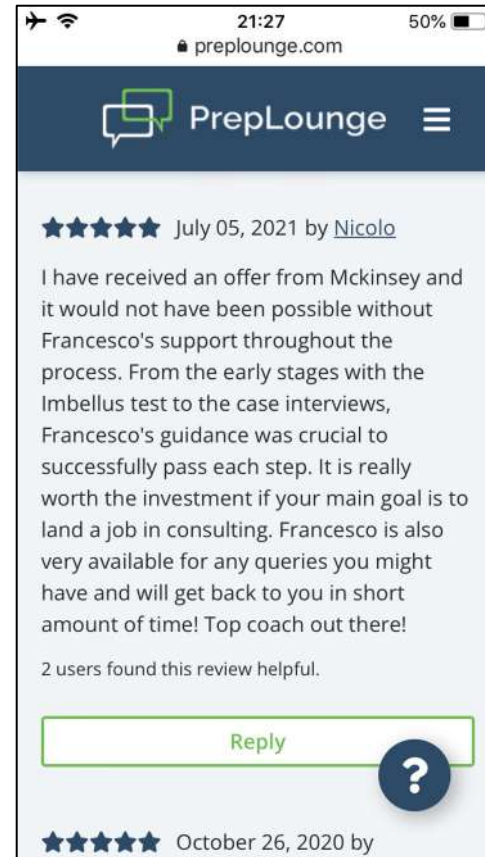 21:27
50%
preplounge.com
PrepLounge
July 05, 2021 by Nicolo
I have received an offer from Mckinsey and
it would not have been possible without
Francesco's support throughout the
process. From the early stages with the
Imbellus test to the case interviews,
Francesco's guidance was crucial to
successfully pass each step. It is really
worth the investment if your main goal is to
land a job in consulting. Francesco is also
very available for any queries you might
have and will get back to you in short
amount of time! Top coach out there!
2 users found this review helpful.
Reply
?
October 26, 2020 by